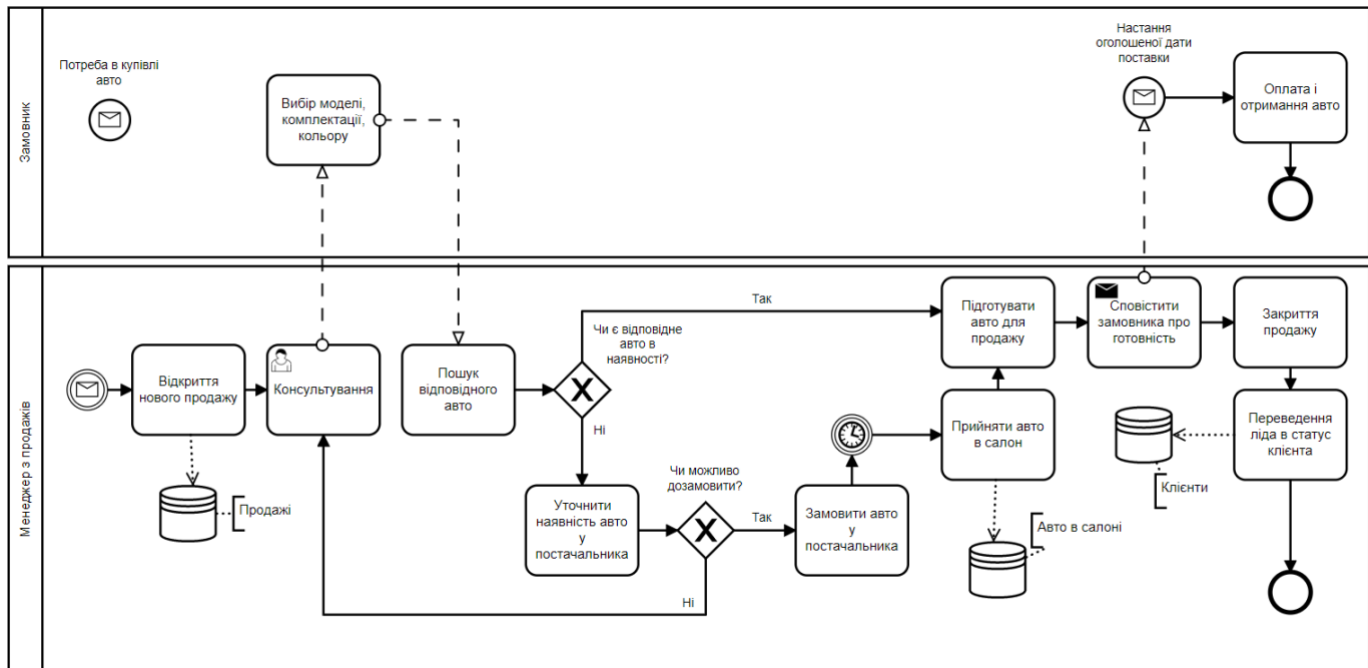 Замовник
Потреба в купівлі
авто
Вибір моделі,
комплектації,
кольору
Настання
оголошеної дати
поставки
Оплата і
отримання авто
Менеджер з продажів
Відкриття
нового продажу
Продажі
Консультування
Пошук
відповідного
авто
Чи є відповідне
авто в
наявності?
Так
Ні
Уточнити
наявність авто
у
постачальника
Чи можливо
дозамовити?
Так
Ні
Замовити авто
у
постачальника
Підготувати
авто для
продажу
Прийняти авто
в салон
Авто в салоні
Сповістити
замовника про
готовність
Закриття
продажу
Переведення
ліда в статус
клієнта
Клієнти